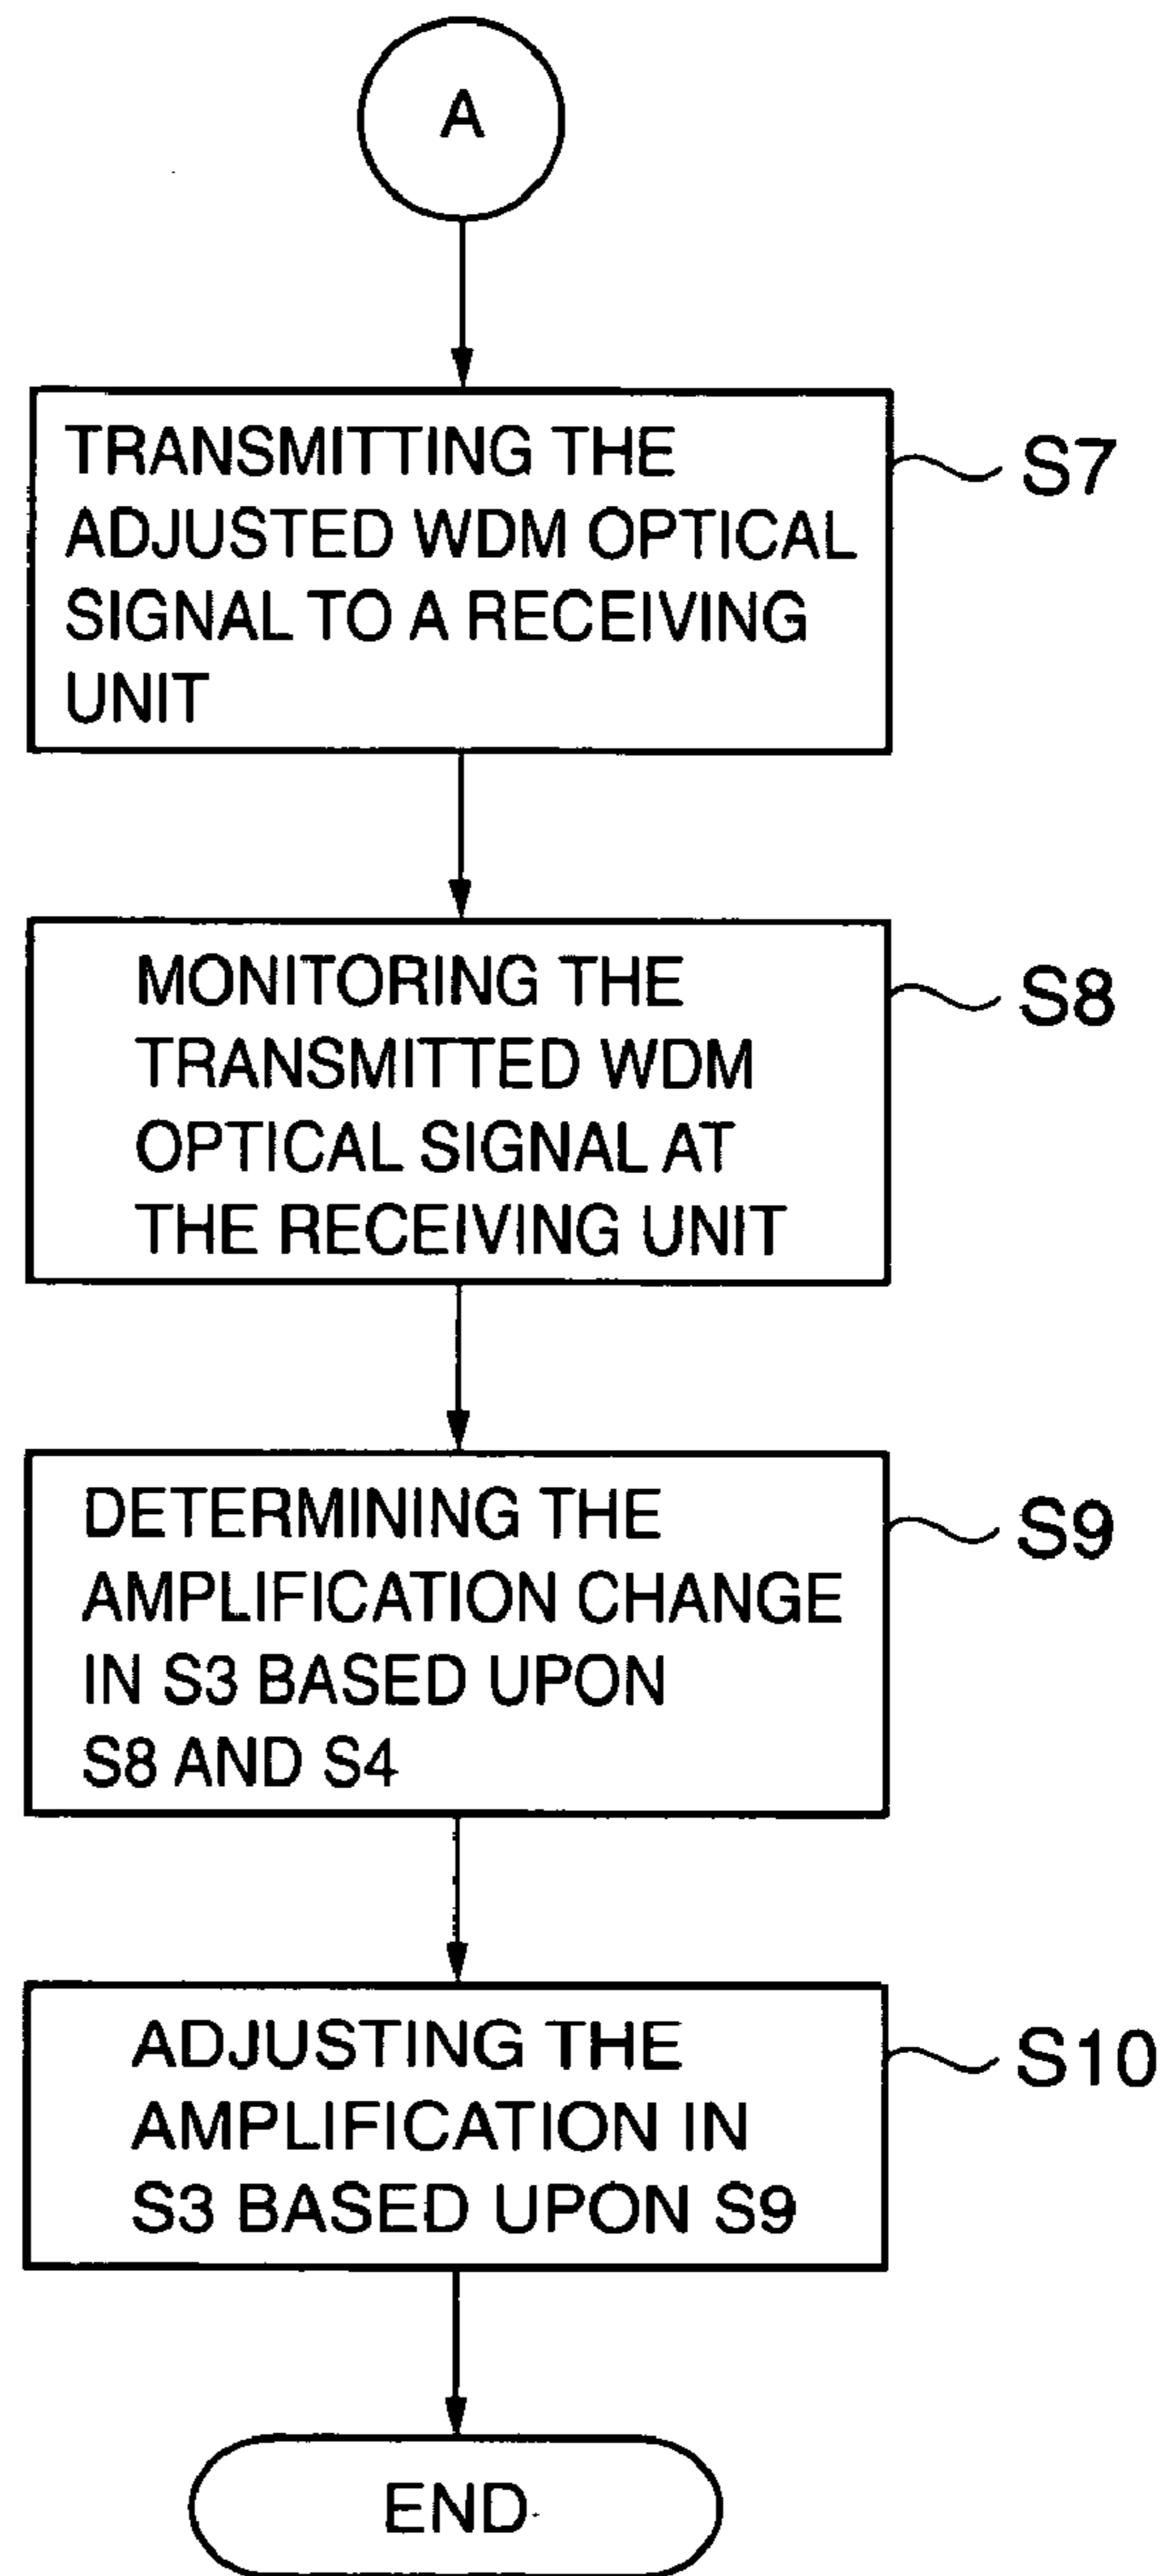 A
TRANSMITTING THE
ADJUSTED WDM OPTICAL
SIGNAL TO A RECEIVING
UNIT
S7
MONITORING THE
TRANSMITTED WDM
OPTICAL SIGNAL AT
THE RECEIVING UNIT
S8
DETERMINING THE
AMPLIFICATION CHANGE
IN S3 BASED UPON
S8 AND S4
S9
ADJUSTING THE
AMPLIFICATION IN
S3 BASED UPON S9
S10
END